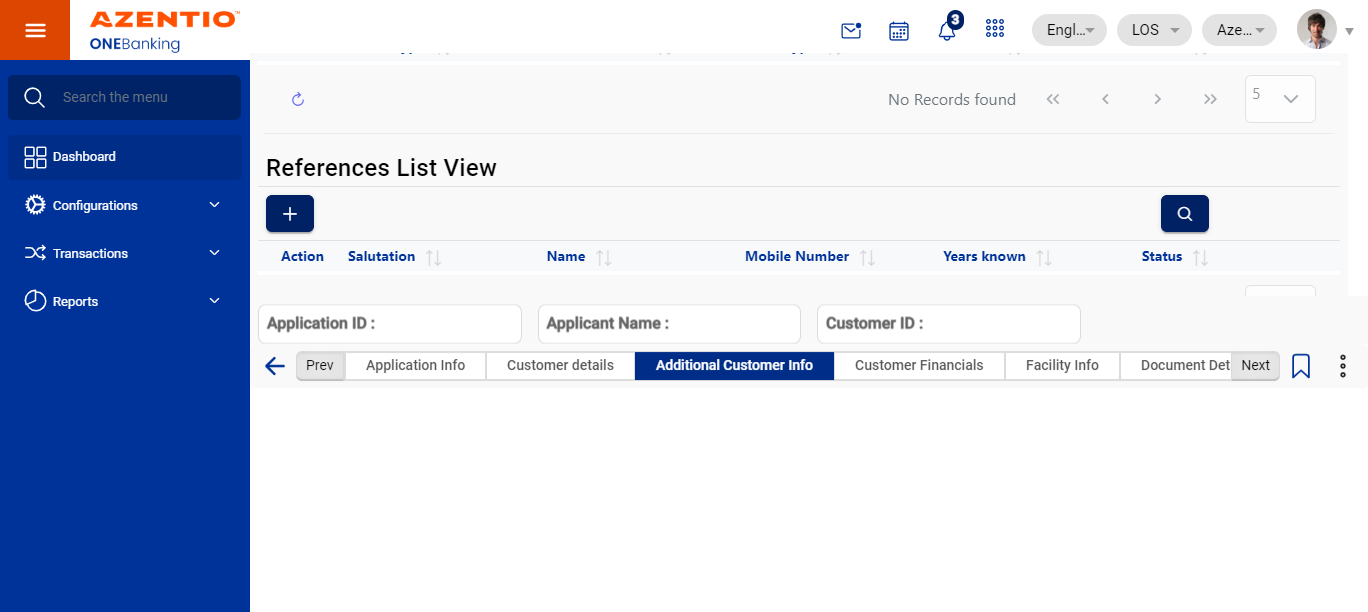 AZENTIO™
ONEBanking
3
Engl...
LOS
Aze...
Search the menu
Dashboard
Configurations
Transactions
Reports
No Records found
5
References List View
Action Salutation Name Mobile Number Years known Status
Application ID :
Applicant Name :
Customer ID :
Prev Application Info Customer details Additional Customer Info Customer Financials Facility Info Document Det Next